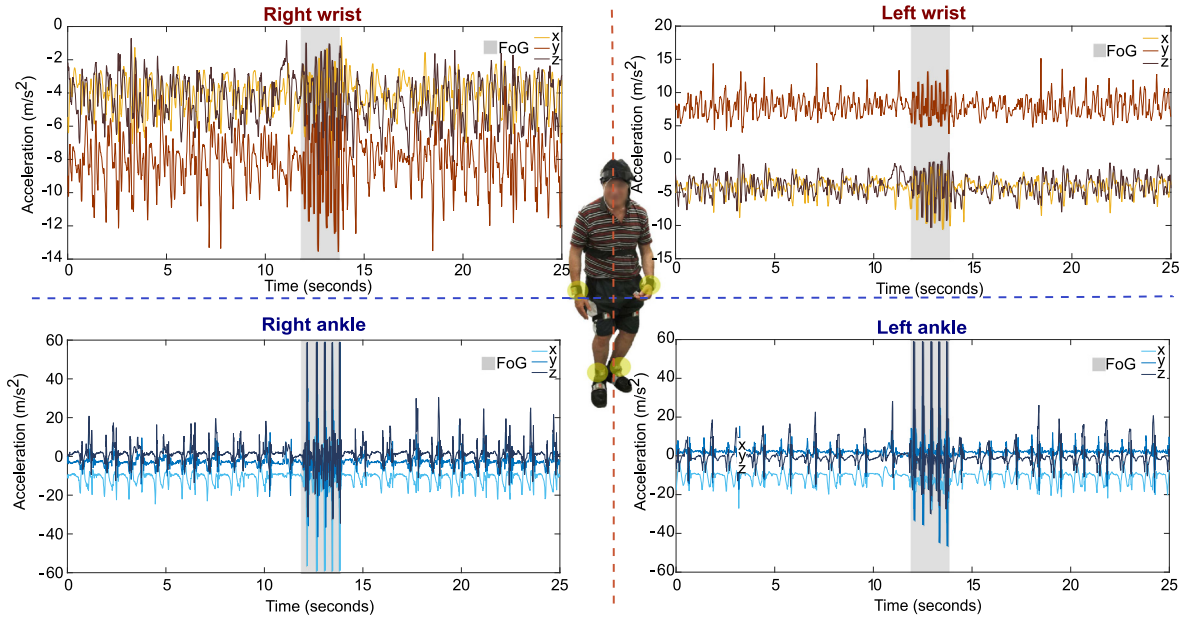 Right wrist
0
-2
-4
-6
-8
-10
-12
-14
Acceleration (m/s²)
FoG
x
y
z
0 5 10 15 20 25
Time (seconds)
Left wrist
20
15
10
5
0
-5
-10
-15
Acceleration (m/s²)
FoG
x
y
z
0 5 10 15 20 25
Time (seconds)
Right ankle
60
40
20
0
-20
-40
-60
Acceleration (m/s²)
FoG
x
y
z
0 5 10 15 20 25
Time (seconds)
Left ankle
60
40
20
0
-20
-40
-60
Acceleration (m/s²)
FoG
x
y
z
x
y
z
0 5 10 15 20 25
Time (seconds)